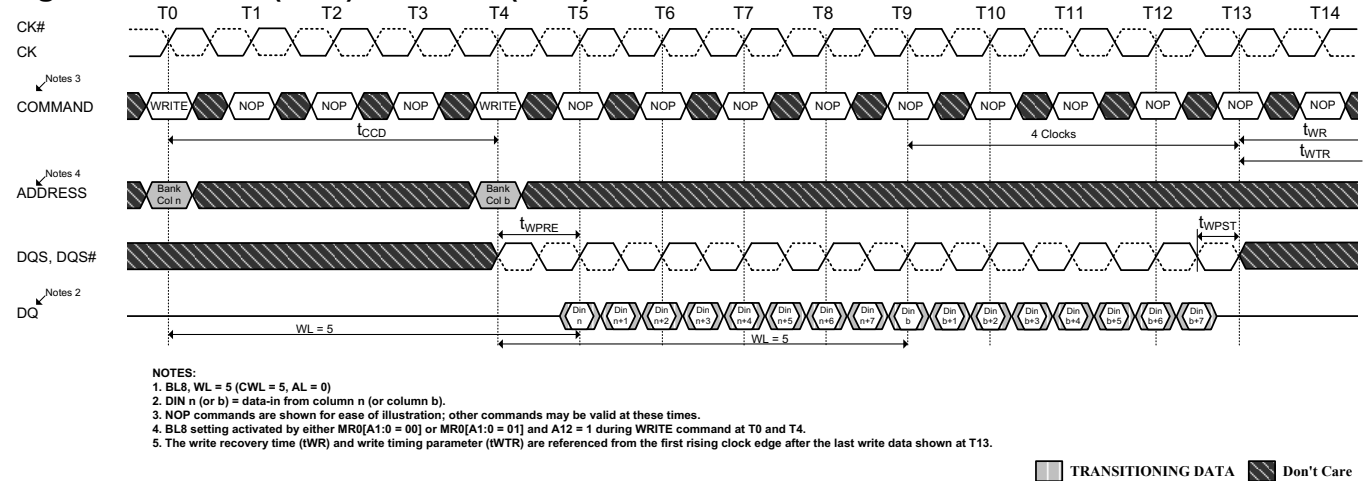 T0 T1 T2 T3 T4 T5 T6 T7 T8 T9 T10 T11 T12 T13 T14
CK#
CK
Notes 3
COMMAND
WRITE NOP NOP NOP WRITE NOP NOP NOP NOP NOP NOP NOP NOP NOP NOP
tCCD
4 Clocks
tWR
tWTR
Notes 4
ADDRESS
Bank Bank
Col n Col b
tWPRE
tWPST
DQS, DQS#
Notes 2
DQ
Din Din Din Din Din Din Din Din Din Din Din Din Din Din Din Din
n n+1 n+2 n+3 n+4 n+5 n+6 n+7 b b+1 b+2 b+3 b+4 b+5 b+6 b+7
WL = 5
WL = 5
NOTES:
1. BL8, WL = 5 (CWL = 5, AL = 0)
2. DIN n (or b) = data-in from column n (or column b).
3. NOP commands are shown for ease of illustration; other commands may be valid at these times.
4. BL8 setting activated by either MR0[A1:0 = 00] or MR0[A1:0 = 01] and A12 = 1 during WRITE command at T0 and T4.
5. The write recovery time (tWR) and write timing parameter (tWTR) are referenced from the first rising clock edge after the last write data shown at T13.
TRANSITIONING DATA Don't Care